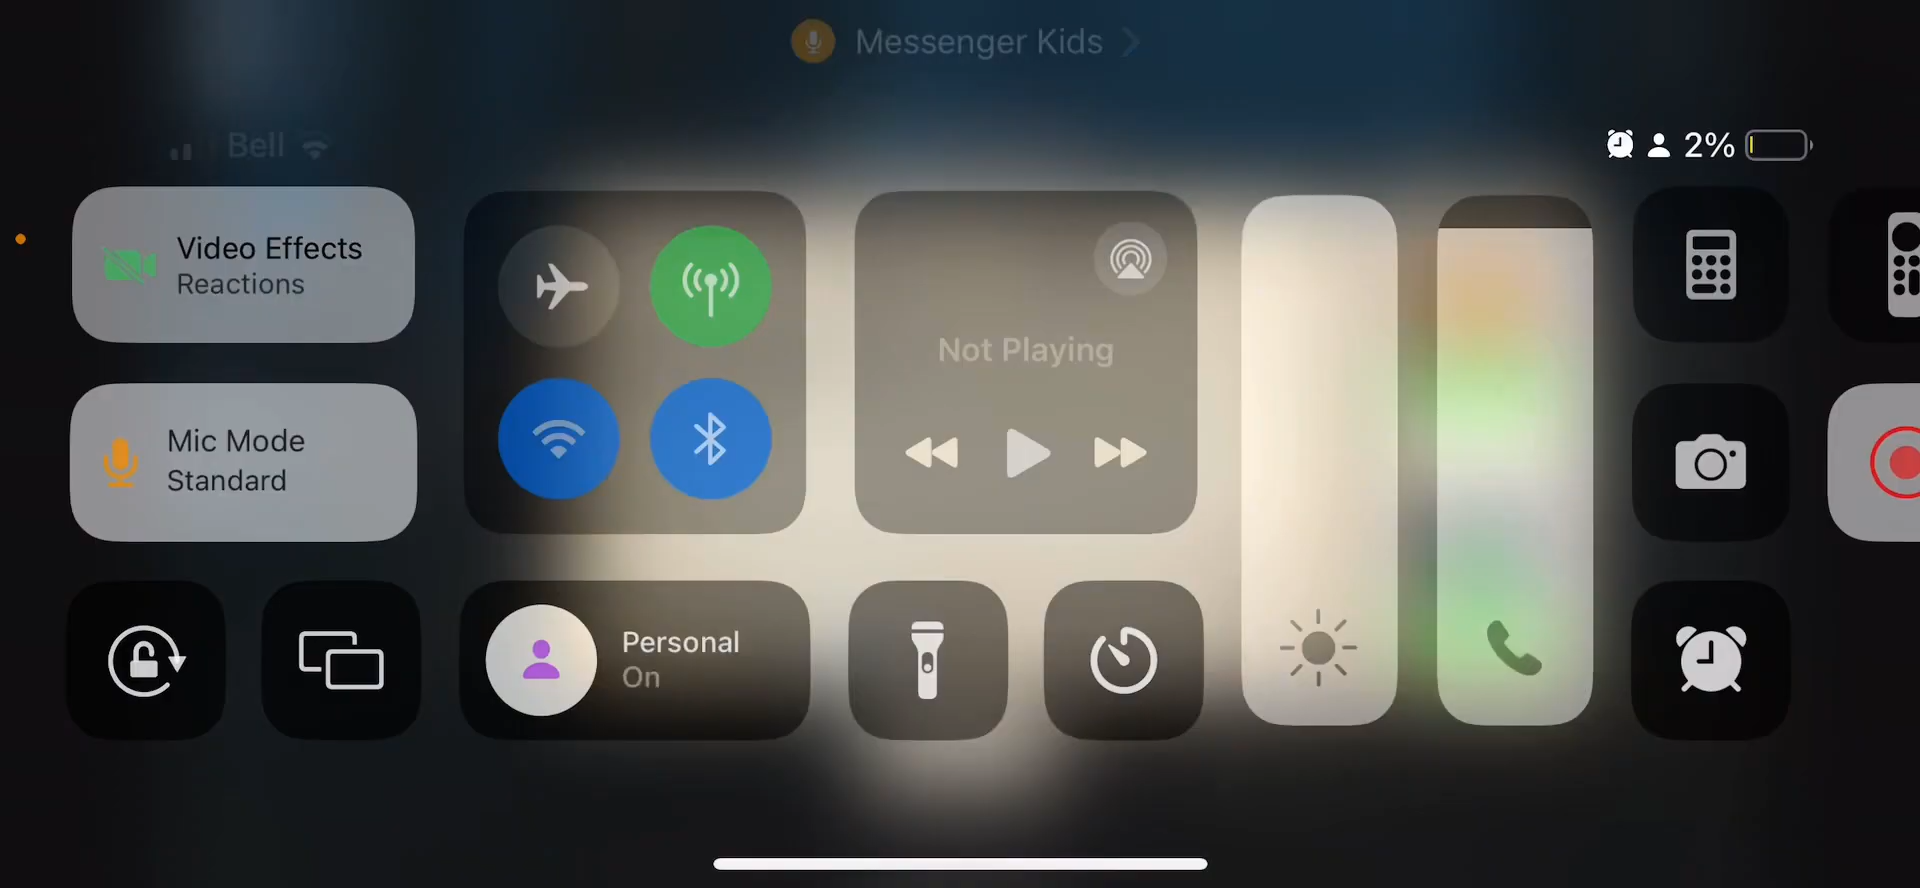 Messenger Kids
Bell
2%
Video Effects
Reactions
Mic Mode
Standard
Not Playing
Personal
On